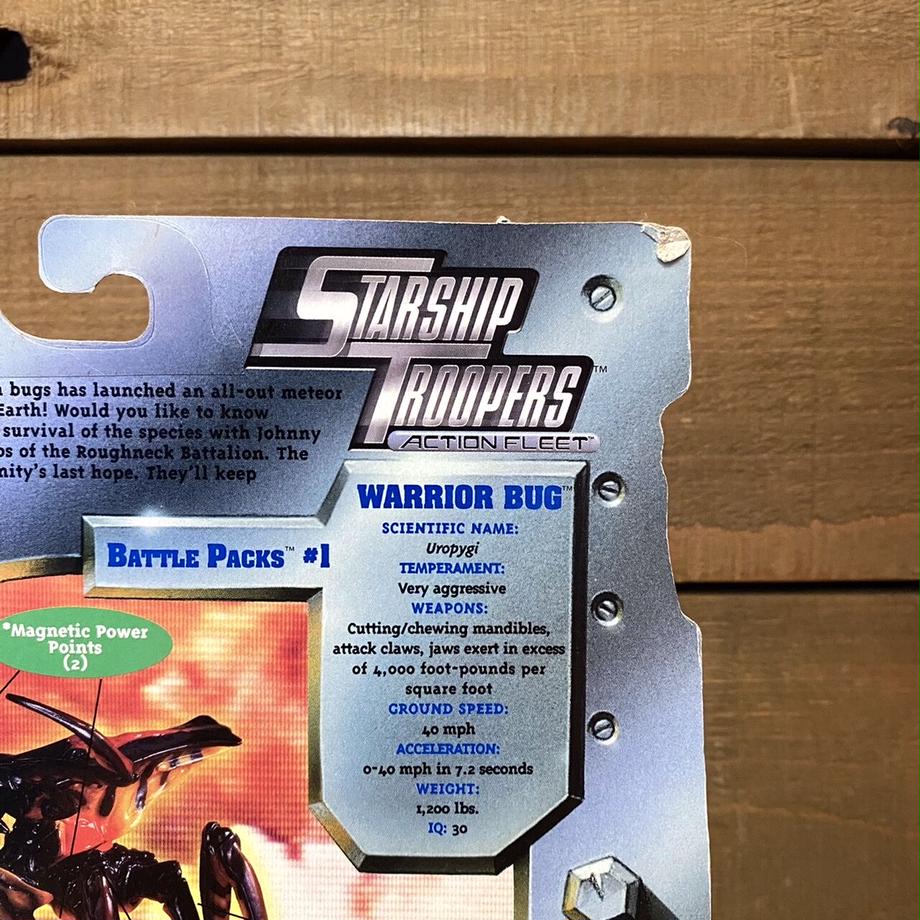 STARSHIP
TROOPERS™
ACTION FLEET™
bugs has launched an all-out meteor
Earth! Would you like to know
survival of the species with Johnny
of the Roughneck Battalion. The
last hope. They'll keep
WARRIOR BUG™
SCIENTIFIC NAME:
Uropygi
TEMPERAMENT:
Very aggressive
WEAPONS:
Cutting/chewing mandibles,
attack claws, jaws exert in excess
of 4,000 foot-pounds per
square foot
GROUND SPEED:
40 mph
ACCELERATION:
0-40 mph in 7.2 seconds
WEIGHT:
1,200 lbs.
IQ: 30
BATTLE PACKS™ #1
*Magnetic Power
Points
(2)